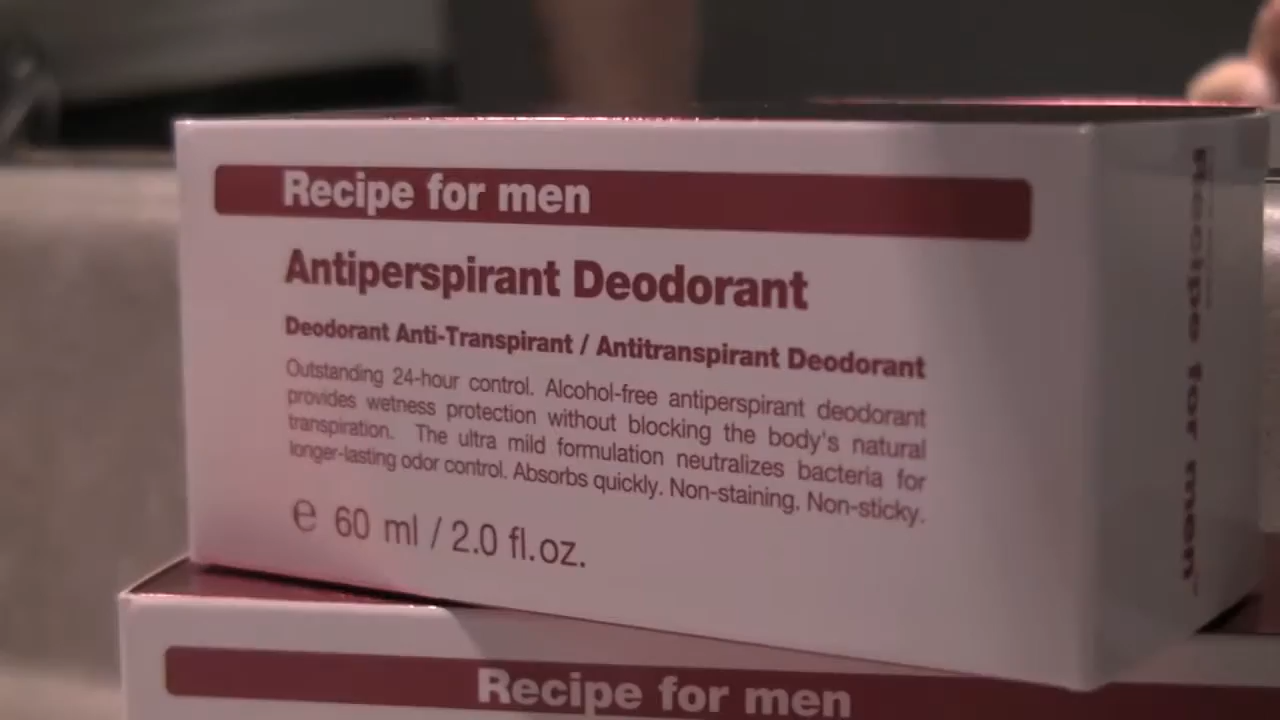 Recipe for men
Antiperspirant Deodorant
Deodorant Anti-Transpirant / Antitranspirant Deodorant
Outstanding 24-hour control. Alcohol-free antiperspirant deodorant
provides wetness protection without blocking the body's natural
transpiration. The ultra mild formulation neutralizes bacteria for
longer-lasting odor control. Absorbs quickly. Non-staining. Non-sticky.
e 60 ml / 2.0 fl.oz.
Recipe for men
Recipe for men